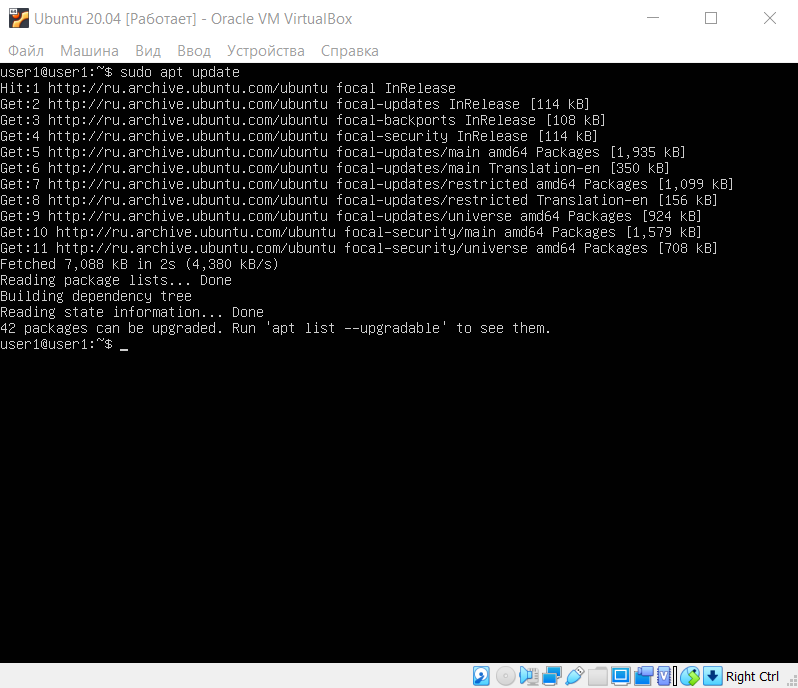 Ubuntu 20.04 [Работает] - Oracle VM VirtualBox
Файл Машина Вид Ввод Устройства Справка
user1@user1:~$ sudo apt update
Hit:1 http://ru.archive.ubuntu.com/ubuntu focal InRelease
Get:2 http://ru.archive.ubuntu.com/ubuntu focal-updates InRelease [114 kB]
Get:3 http://ru.archive.ubuntu.com/ubuntu focal-backports InRelease [108 kB]
Get:4 http://ru.archive.ubuntu.com/ubuntu focal-security InRelease [114 kB]
Get:5 http://ru.archive.ubuntu.com/ubuntu focal-updates/main amd64 Packages [1,935 kB]
Get:6 http://ru.archive.ubuntu.com/ubuntu focal-updates/main Translation-en [350 kB]
Get:7 http://ru.archive.ubuntu.com/ubuntu focal-updates/restricted amd64 Packages [1,099 kB]
Get:8 http://ru.archive.ubuntu.com/ubuntu focal-updates/restricted Translation-en [156 kB]
Get:9 http://ru.archive.ubuntu.com/ubuntu focal-updates/universe amd64 Packages [924 kB]
Get:10 http://ru.archive.ubuntu.com/ubuntu focal-security/main amd64 Packages [1,579 kB]
Get:11 http://ru.archive.ubuntu.com/ubuntu focal-security/universe amd64 Packages [708 kB]
Fetched 7,088 kB in 2s (4,380 kB/s)
Reading package lists... Done
Building dependency tree
Reading state information... Done
42 packages can be upgraded. Run 'apt list --upgradable' to see them.
user1@user1:~$ _
Right Ctrl